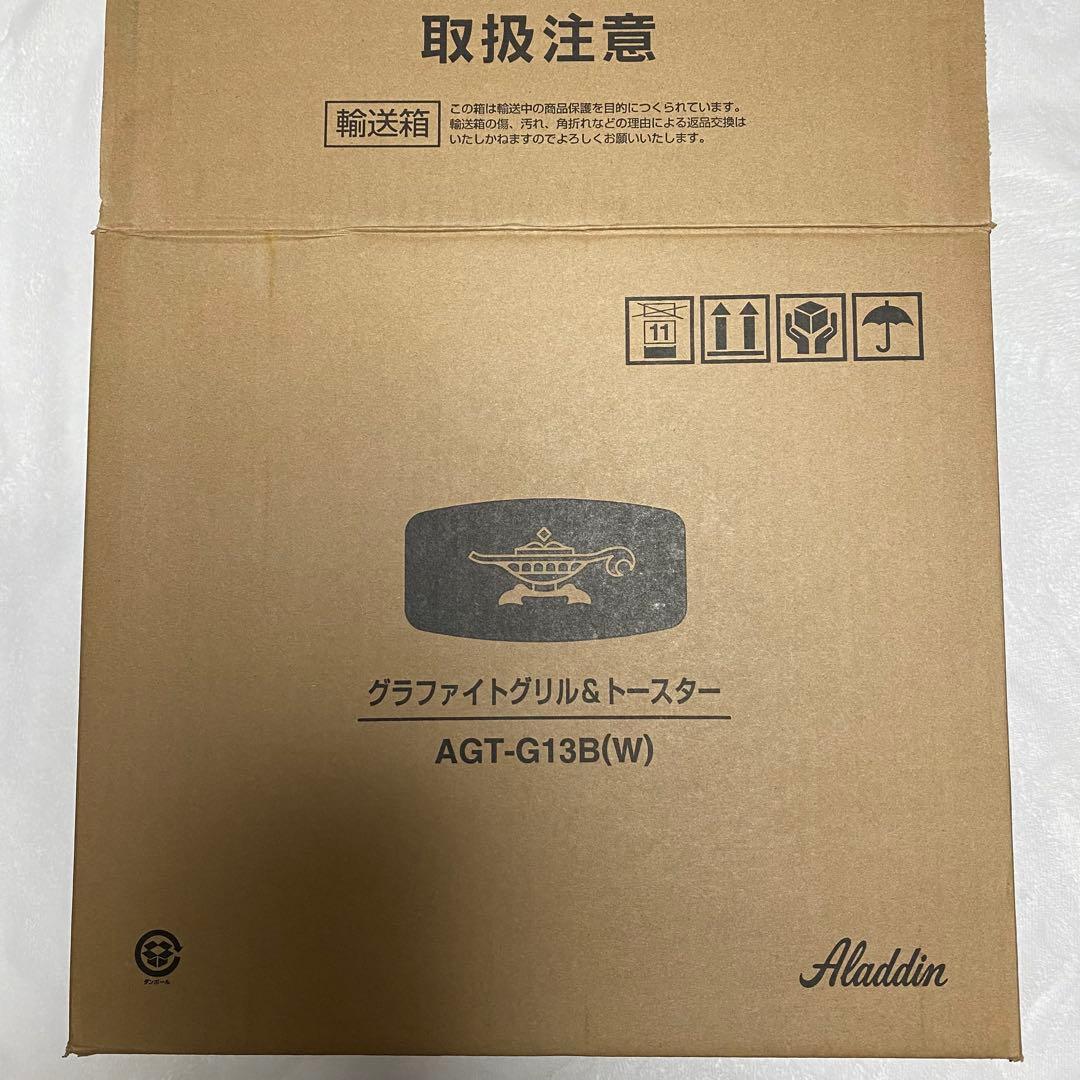 取扱注意
輸送箱
この箱は輸送中の商品保護を目的につくられています。
輸送箱の傷、汚れ、角折れなどの理由による返品交換は
いたしかねますのでよろしくお願いいたします。
11
グラファイトグリル&トースター
AGT-G13B(W)
ダンボール
Aladdin